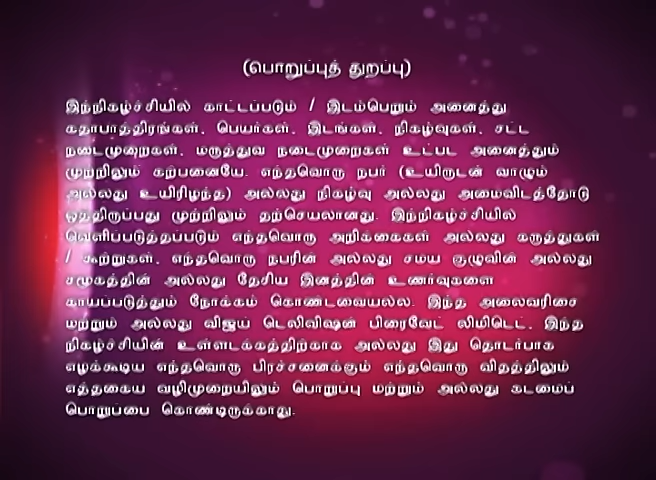 (பொறுப்புத் துறப்பு)
இந்நிகழ்ச்சியில் காட்டப்படும் / இடம்பெறும் அனைத்து
கதாபாத்திரங்கள், பெயர்கள், இடங்கள், நிகழ்வுகள், சட்ட
நடைமுறைகள், மருத்துவ நடைமுறைகள் உட்பட அனைத்தும்
முற்றிலும் கற்பனையே. எந்தவொரு நபர் (உயிருடன் வாழும்
அல்லது உயிரிழந்த) அல்லது நிகழ்வு அல்லது அமைவிடத்தோடு
ஒத்திருப்பது முற்றிலும் தற்செயலானது. இந்நிகழ்ச்சியில்
வெளிப்படுத்தப்படும் எந்தவொரு அறிக்கைகள் அல்லது கருத்துகள்
/ கூற்றுகள், எந்தவொரு நபரின் அல்லது சமய குழுவின் அல்லது
சமூகத்தின் அல்லது தேசிய இனத்தின் உணர்வுகளை
காயப்படுத்தும் நோக்கம் கொண்டவையல்ல. இந்த அலைவரிசை
மற்றும் அல்லது விஜய் டெலிவிஷன் பிரைவேட் லிமிடெட், இந்த
நிகழ்ச்சியின் உள்ளடக்கத்திற்காக அல்லது இது தொடர்பாக
எழக்கூடிய எந்தவொரு பிரச்சனைக்கும் எந்தவொரு விதத்திலும்
எத்தகைய வழிமுறையிலும் பொறுப்பு மற்றும் அல்லது கடமைப்
பொறுப்பை கொண்டிருக்காது.